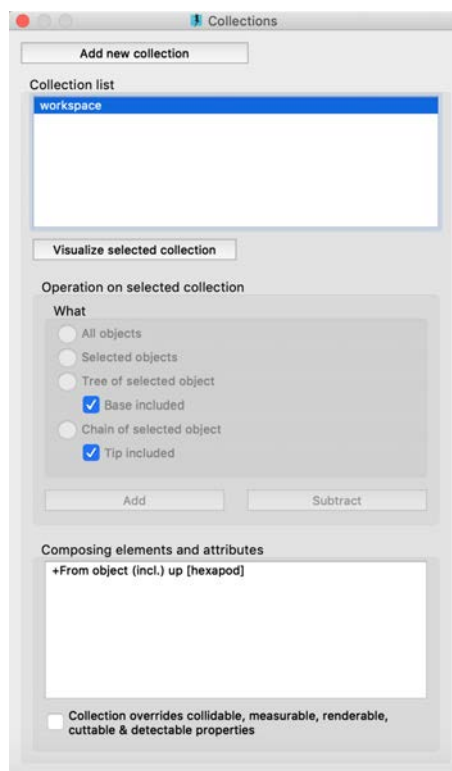 Collections
Add new collection
Collection list
workspace
Visualize selected collection
Operation on selected collection
What
All objects
Selected objects
Tree of selected object
Base included
Chain of selected object
Tip included
Add Subtract
Composing elements and attributes
+From object (incl.) up [hexapod]
Collection overrides collidable, measurable, renderable,
cuttable & detectable properties